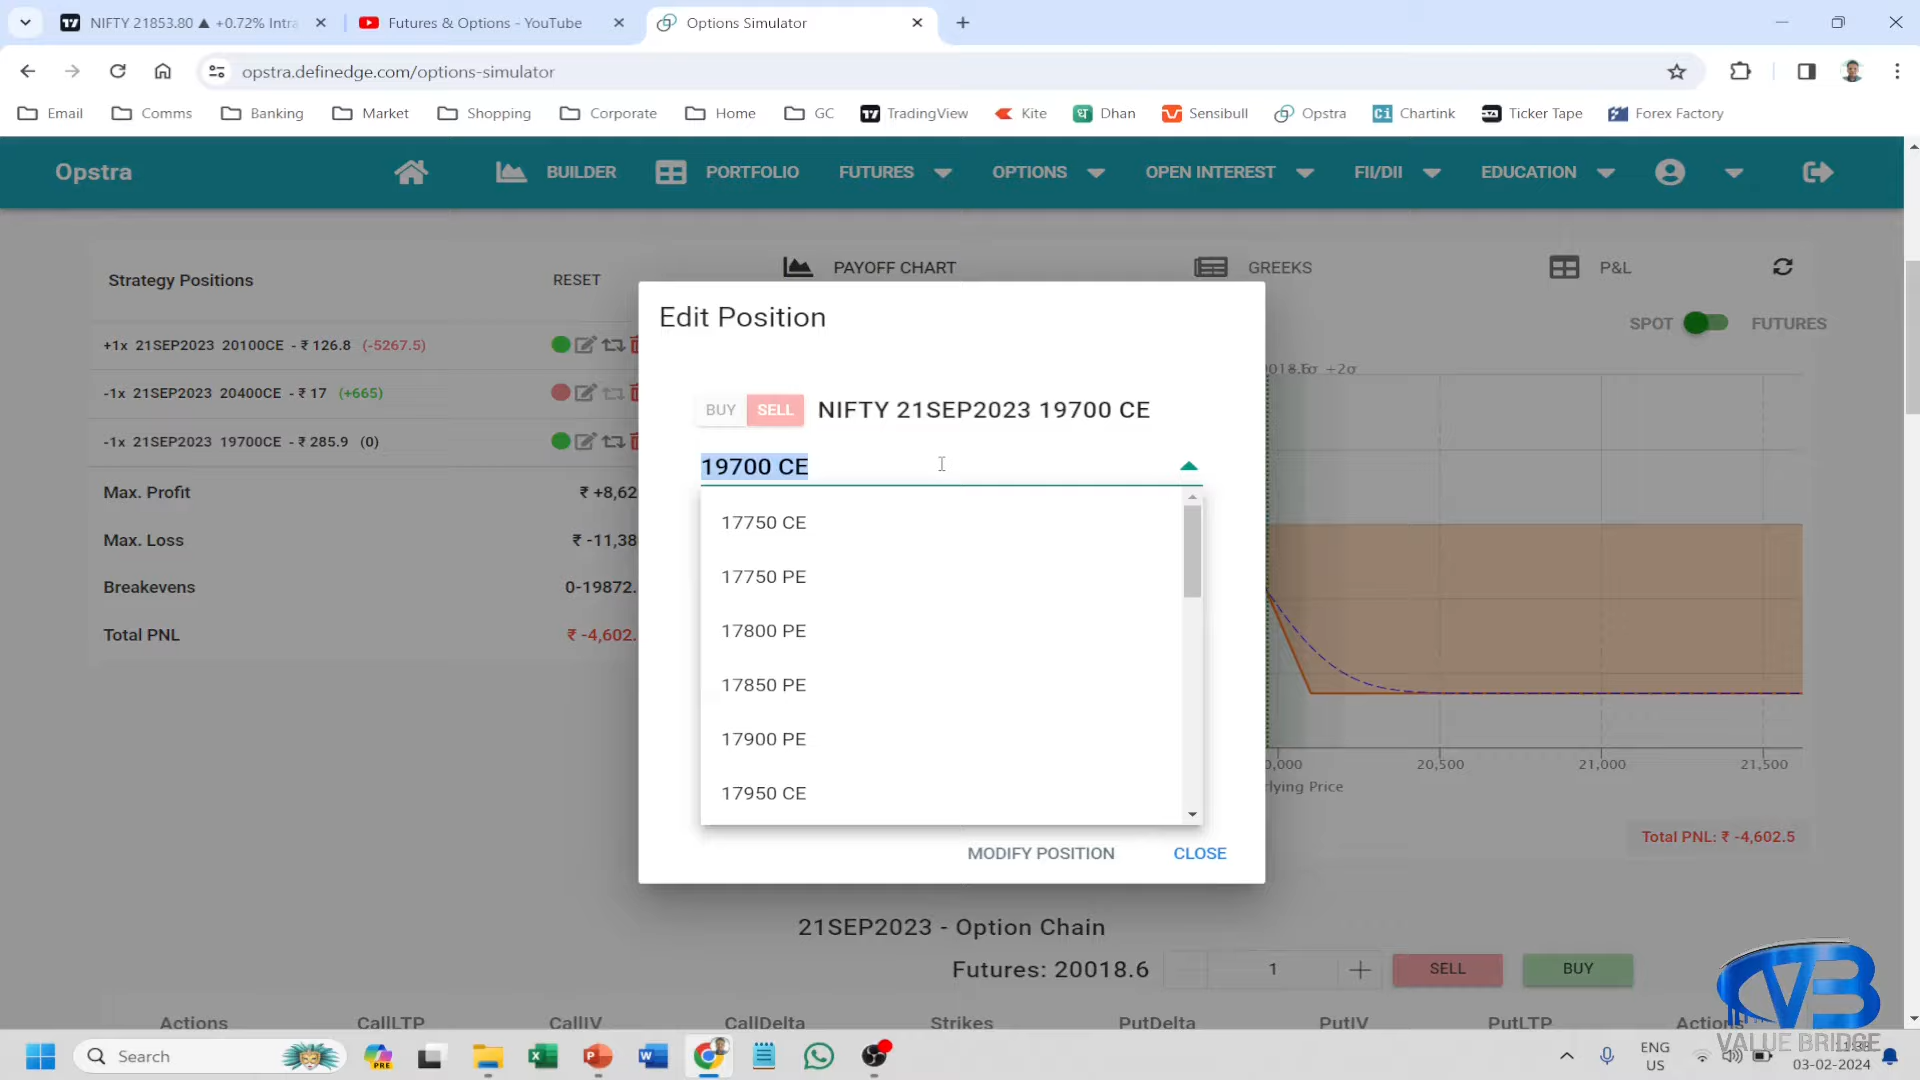 NIFTY 21853.80 ▲ +0.72% Intra
Futures & Options - YouTube
Options Simulator
opstra.definedge.com/options-simulator
Email
Comms
Banking
Market
Shopping
Corporate
Home
GC
TradingView
Kite
Dhan
Sensibull
Opstra
Chartink
Ticker Tape
Forex Factory
Opstra
BUILDER
PORTFOLIO
FUTURES
OPTIONS
OPEN INTEREST
FII/DII
EDUCATION
Strategy Positions
RESET
PAYOFF CHART
GREEKS
P&L
SPOT
FUTURES
+1x 21SEP2023 20100CE - ₹ 126.8 (-5267.5)
-1x 21SEP2023 20400CE - ₹ 17 (+665)
-1x 21SEP2023 19700CE - ₹ 285.9 (0)
Max. Profit
₹ +8,62
Max. Loss
₹ -11,38
Breakevens
0-19872.
Total PNL
₹ -4,602.
Edit Position
BUY
SELL
NIFTY 21SEP2023 19700 CE
19700 CE
17750 CE
17750 PE
17800 PE
17850 PE
17900 PE
17950 CE
MODIFY POSITION
CLOSE
+2σ
0,000
20,500
21,000
21,500
lying Price
Total PNL: ₹ -4,602.5
21SEP2023 - Option Chain
Futures: 20018.6
1
SELL
BUY
Actions
CallLTP
CallIV
CallDelta
Strikes
PutDelta
PutIV
PutLTP
Actions
VALUE BRIDGE
Search
PRE
ENG
US
03-02-2024